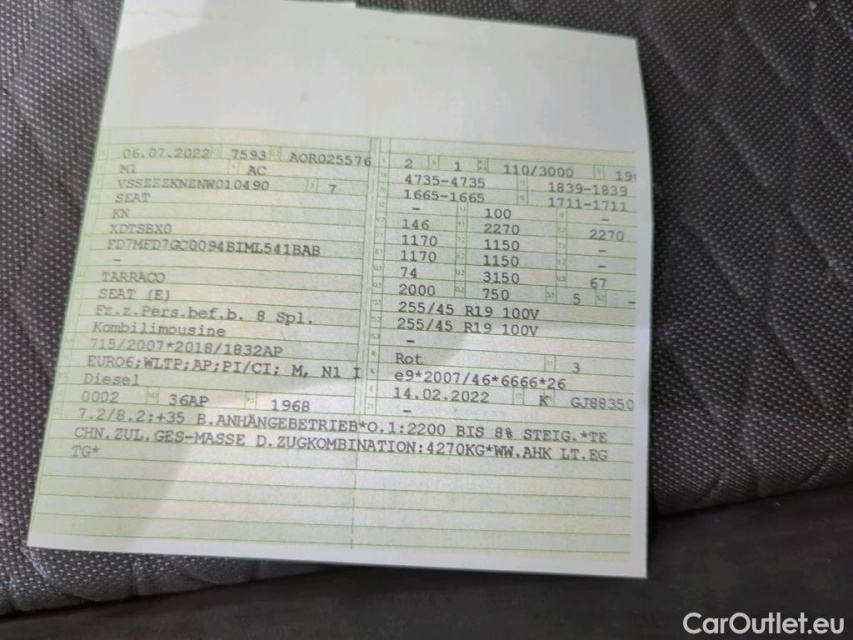 06.07.2022 7593 AOR025576
M1 AC
VSSEEZKNZNW010490 7
SEAT
KN
XDTSBX0
FD7MFD7GC0094BIML541BAB
-
TARRACO
SEAT (E)
Fz.z.Pers.bef.b. 8 Spl.
Kombilimousine
715/2007*2018/1832AP
EURO6;WLTP;AP;PI/CI; M, N1 I
Diesel
0002 36AP 1968
2 1 110/3000 19
4735-4735 1839-1839
1665-1665 1711-1711
- 100 -
146 2270 2270
1170 1150 -
1170 1150 -
74 3150 67
2000 750 5 -
255/45 R19 100V
255/45 R19 100V
-
Rot 3
e9*2007/46*6666*26
14.02.2022 K GJ88350
-
7.2/8.2:+35 B.ANHÄNGEBETRIEB*O.1:2200 BIS 8% STEIG.*TE
CHN.ZUL.GES-MASSE D.ZUGKOMBINATION:4270KG*WW.AHK LT.EG
TG*
CarOutlet.eu